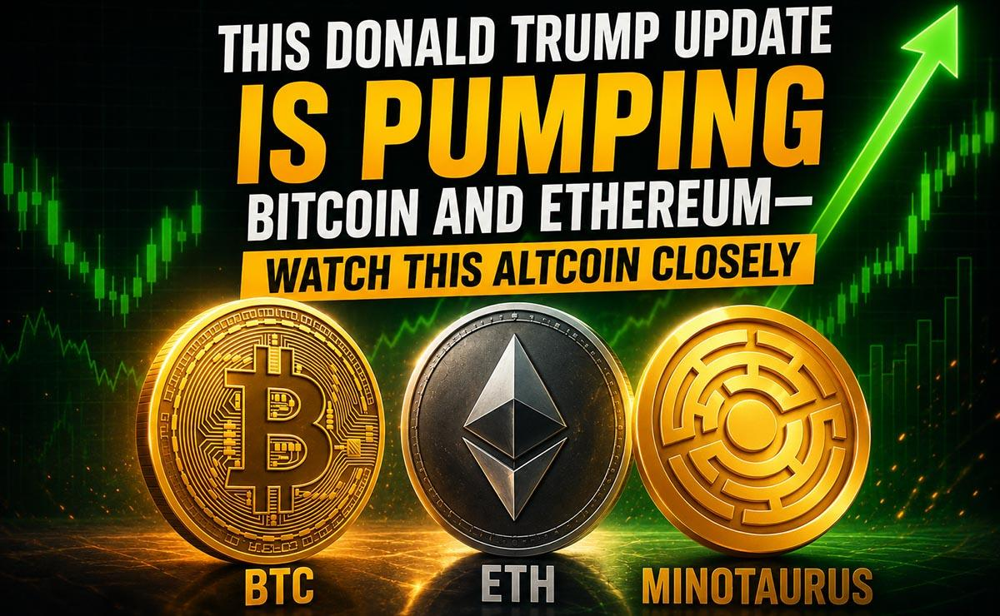 THIS DONALD TRUMP UPDATE
IS PUMPING
BITCOIN AND ETHEREUM—
WATCH THIS ALTCOIN CLOSELY
BTC
ETH
MINOTAURUS